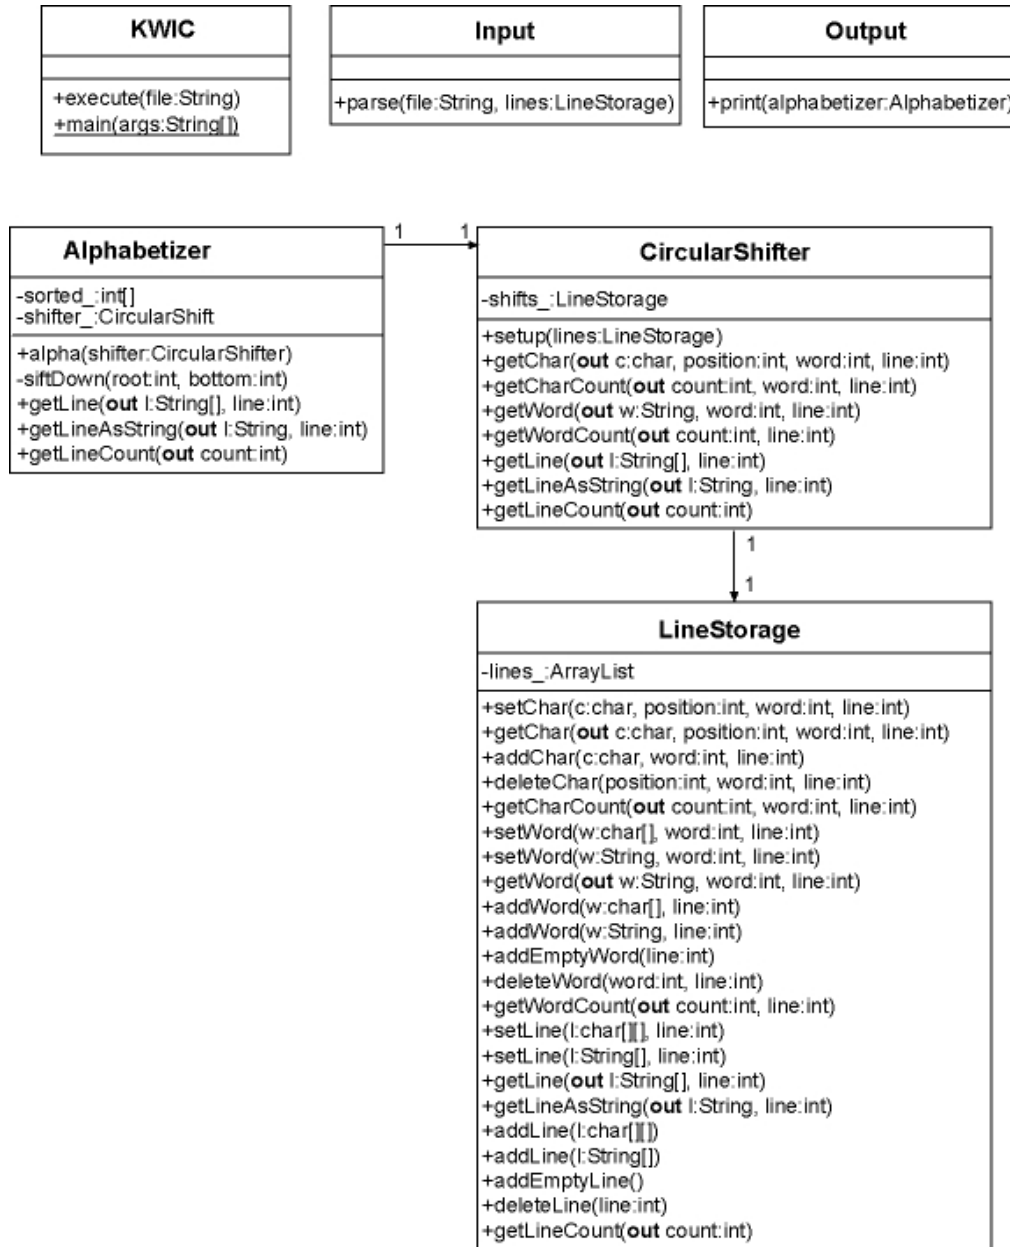 KWIC
+execute(file:String)
+main(args:String[])
Input
+parse(file:String, lines:LineStorage)
Output
+print(alphabetizer:Alphabetizer)
Alphabetizer
-sorted_:int[]
-shifter_:CircularShift
+alpha(shifter:CircularShifter)
-siftDown(root:int, bottom:int)
+getLine(out l:String[], line:int)
+getLineAsString(out l:String, line:int)
+getLineCount(out count:int)
1 1
CircularShifter
-shifts_:LineStorage
+setup(lines:LineStorage)
+getChar(out c:char, position:int, word:int, line:int)
+getCharCount(out count:int, word:int, line:int)
+getWord(out w:String, word:int, line:int)
+getWordCount(out count:int, line:int)
+getLine(out l:String[], line:int)
+getLineAsString(out l:String, line:int)
+getLineCount(out count:int)
1
1
LineStorage
-lines_:ArrayList
+setChar(c:char, position:int, word:int, line:int)
+getChar(out c:char, position:int, word:int, line:int)
+addChar(c:char, word:int, line:int)
+deleteChar(position:int, word:int, line:int)
+getCharCount(out count:int, word:int, line:int)
+setWord(w:char[], word:int, line:int)
+setWord(w:String, word:int, line:int)
+getWord(out w:String, word:int, line:int)
+addWord(w:char[], line:int)
+addWord(w:String, line:int)
+addEmptyWord(line:int)
+deleteWord(word:int, line:int)
+getWordCount(out count:int, line:int)
+setLine(l:char[][], line:int)
+setLine(l:String[], line:int)
+getLine(out l:String[], line:int)
+getLineAsString(out l:String, line:int)
+addLine(l:char[][])
+addLine(l:String[])
+addEmptyLine()
+deleteLine(line:int)
+getLineCount(out count:int)